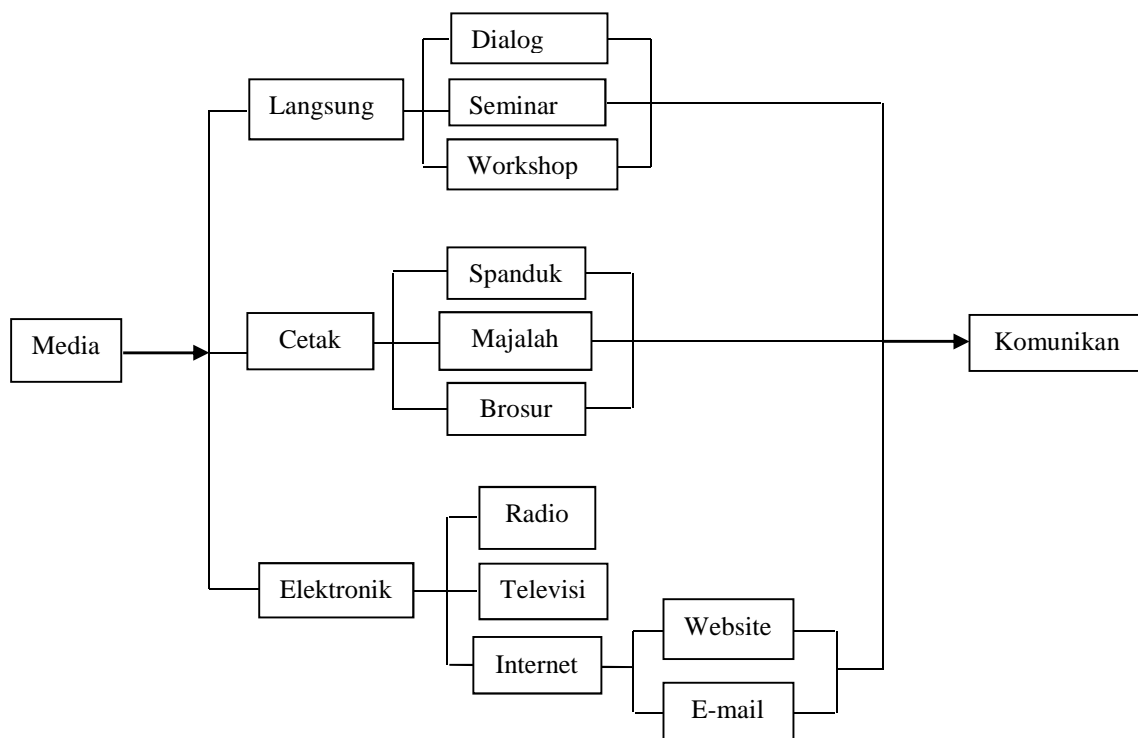 Media
Langsung
Dialog
Seminar
Workshop
Cetak
Spanduk
Majalah
Brosur
Elektronik
Radio
Televisi
Internet
Website
E-mail
Komunikan